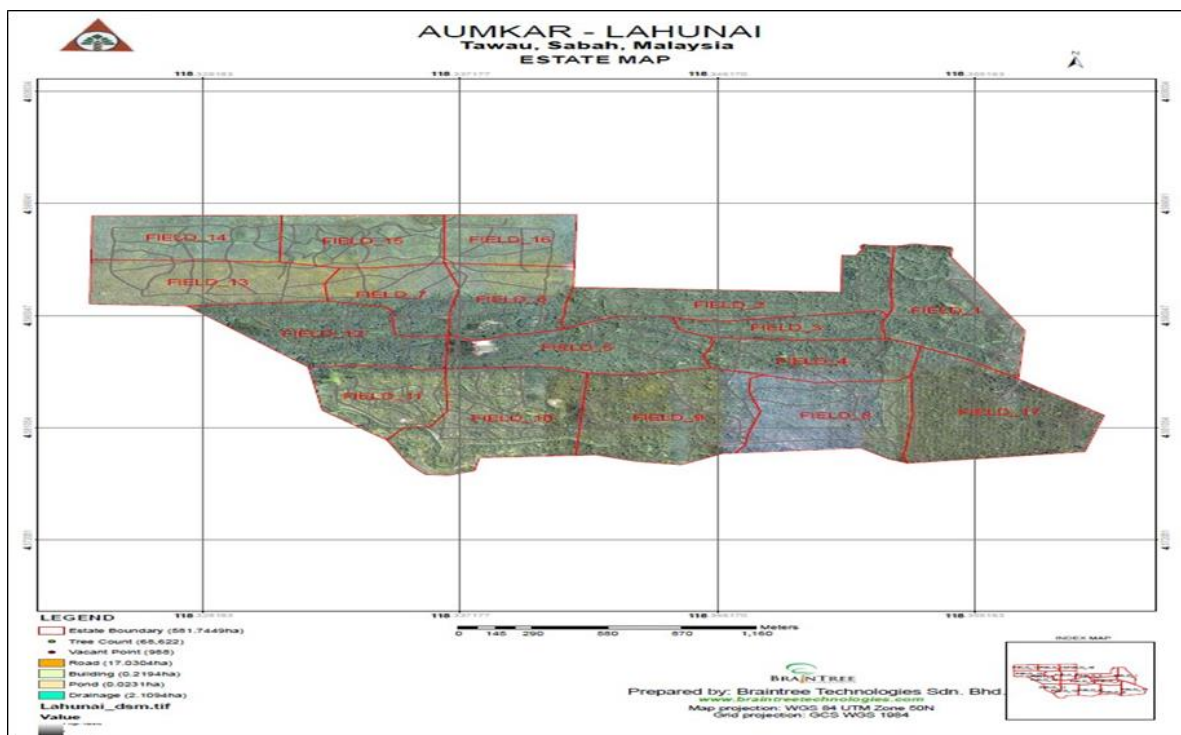 AUMKAR - LAHUNAI
Tawau, Sabah, Malaysia
ESTATE MAP
N
FIELD_14
FIELD_15
FIELD_16
FIELD_13
FIELD_7
FIELD_6
FIELD_2
FIELD_1
FIELD_12
FIELD_3
FIELD_5
FIELD_4
FIELD_11
FIELD_10
FIELD_9
FIELD_8
FIELD_17
LEGEND
Estate Boundary (581.7449ha)
Tree Count (68,622)
Vacant Point (988)
Road (17.0304ha)
Building (0.2194ha)
Pond (0.0231ha)
Drainage (2.1094ha)
Lahunai_dsm.tif
Value
0 145 290 580 870 1,160
Meters
INDEX MAP
BRAINTREE
Prepared by: Braintree Technologies Sdn. Bhd.
www.braintreetechnologies.com
Map projection: WGS 84 UTM Zone 50N
Grid projection: GCS WGS 1984